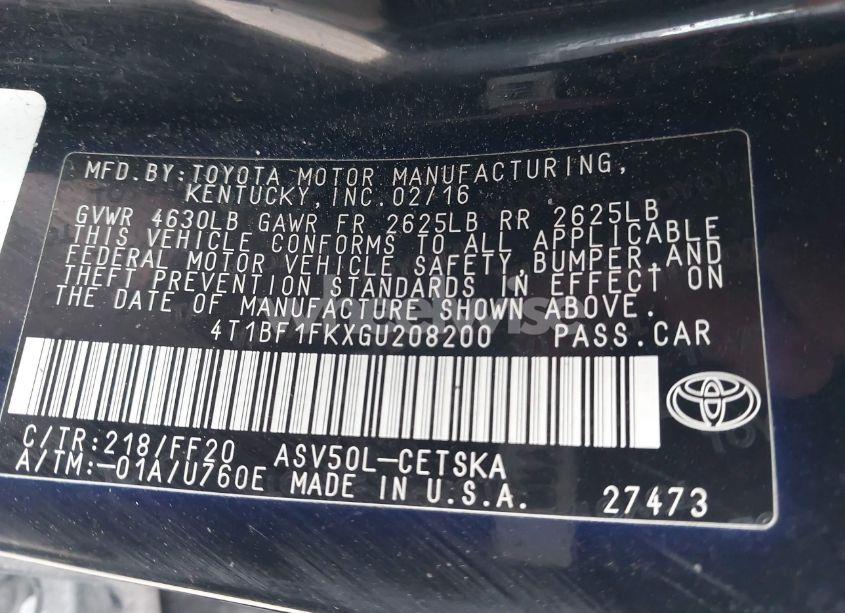 MFD.BY:TOYOTA MOTOR MANUFACTURING,
KENTUCKY,INC.02/16
GVWR 4630LB GAWR FR 2625LB RR 2625LB
THIS VEHICLE CONFORMS TO ALL APPLICABLE
FEDERAL MOTOR VEHICLE SAFETY,BUMPER,AND
THEFT PREVENTION STANDARDS IN EFFECT ON
THE DATE OF MANUFACTURE SHOWN ABOVE.
4T1BF1FKXGU208200 PASS.CAR
C/TR:218/FF20 ASV50L-CETSKA
A/TM:-01A/U760E MADE IN U.S.A. 27473